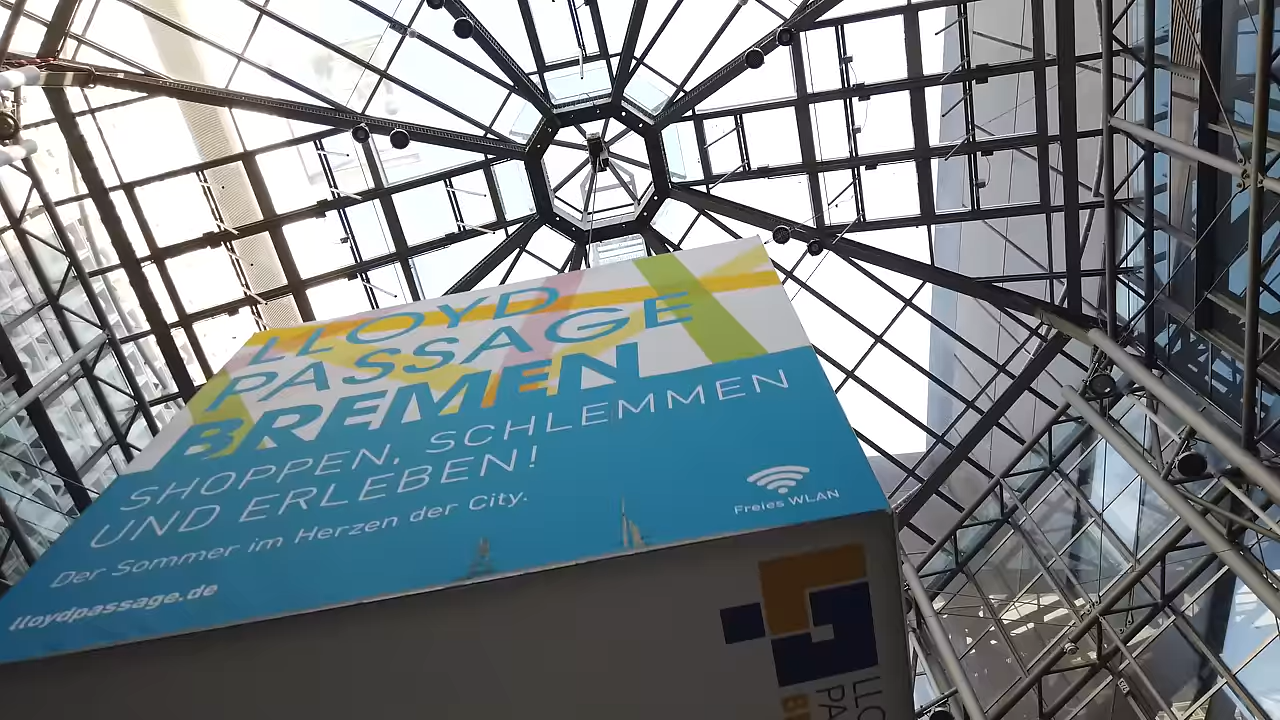 LLOYD
PASSAGE
BREMEN
SHOPPEN, SCHLEMMEN
UND ERLEBEN!
Der Sommer im Herzen der City.
lloydpassage.de
Freies WLAN